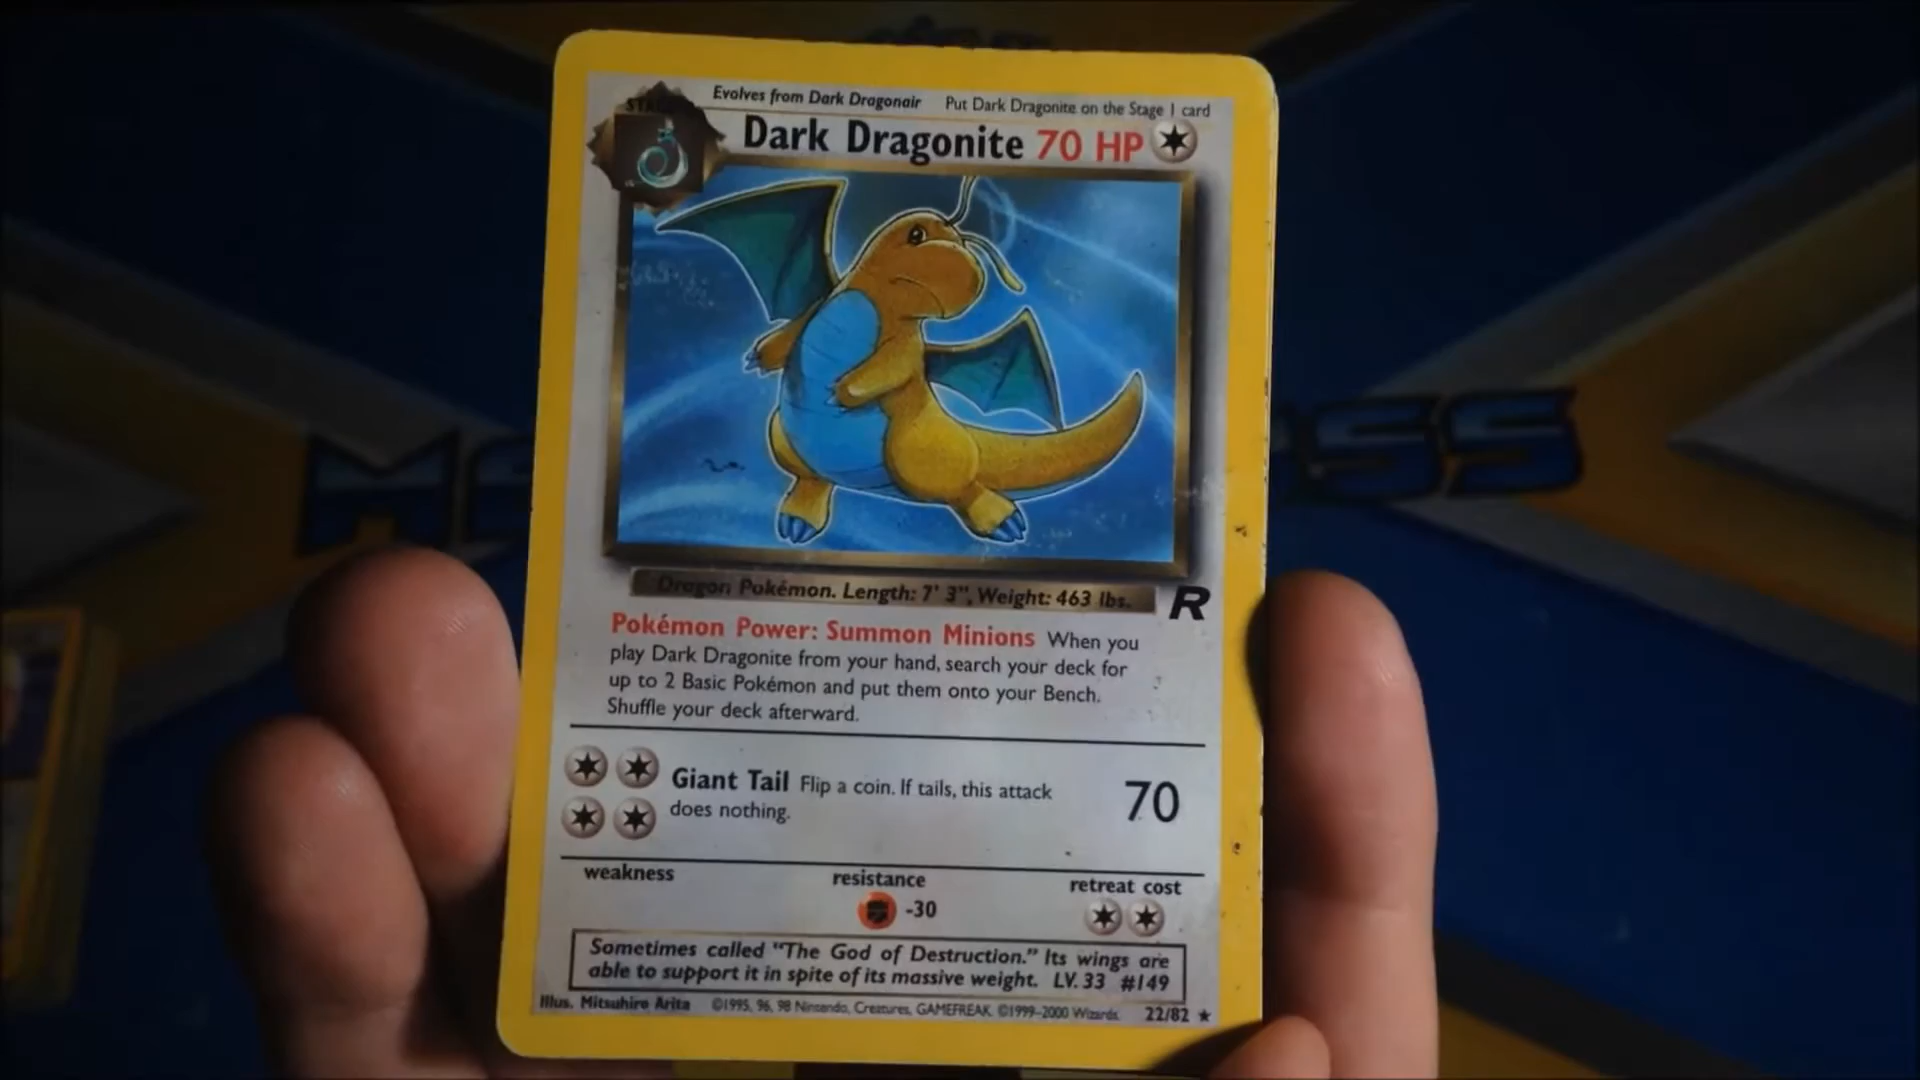 Evolves from Dark Dragonair Put Dark Dragonite on the Stage 1 card
Dark Dragonite 70 HP
Dragon Pokémon. Length: 7' 3", Weight: 463 lbs.
R
Pokémon Power: Summon Minions When you
play Dark Dragonite from your hand, search your deck for
up to 2 Basic Pokémon and put them onto your Bench.
Shuffle your deck afterward.
Giant Tail Flip a coin. If tails, this attack
does nothing.
70
weakness resistance retreat cost
-30
Sometimes called “The God of Destruction.” Its wings are
able to support it in spite of its massive weight. LV. 33 #149
Illus. Mitsuhiro Arita ©1995, 96, 98 Nintendo, Creatures, GAMEFREAK. ©1999-2000 Wizards. 22/82